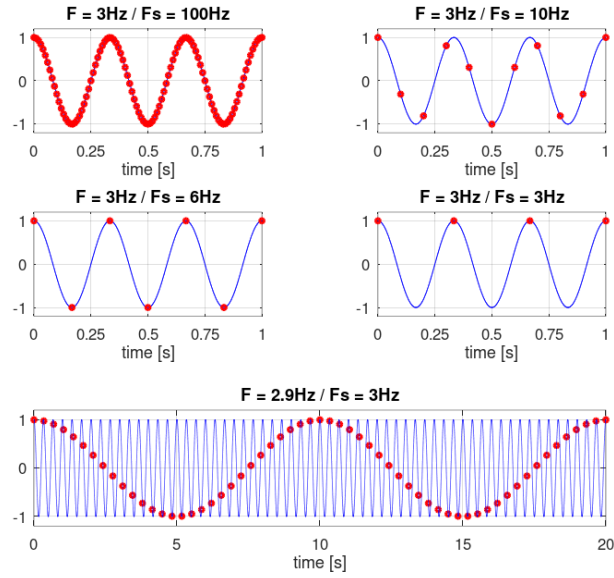 F = 3Hz / Fs = 100Hz
1
0
-1
0 0.25 0.5 0.75 1
time [s]
F = 3Hz / Fs = 10Hz
1
0
-1
0 0.25 0.5 0.75 1
time [s]
F = 3Hz / Fs = 6Hz
1
0
-1
0 0.25 0.5 0.75 1
time [s]
F = 3Hz / Fs = 3Hz
1
0
-1
0 0.25 0.5 0.75 1
time [s]
F = 2.9Hz / Fs = 3Hz
1
0
-1
0 5 10 15 20
time [s]